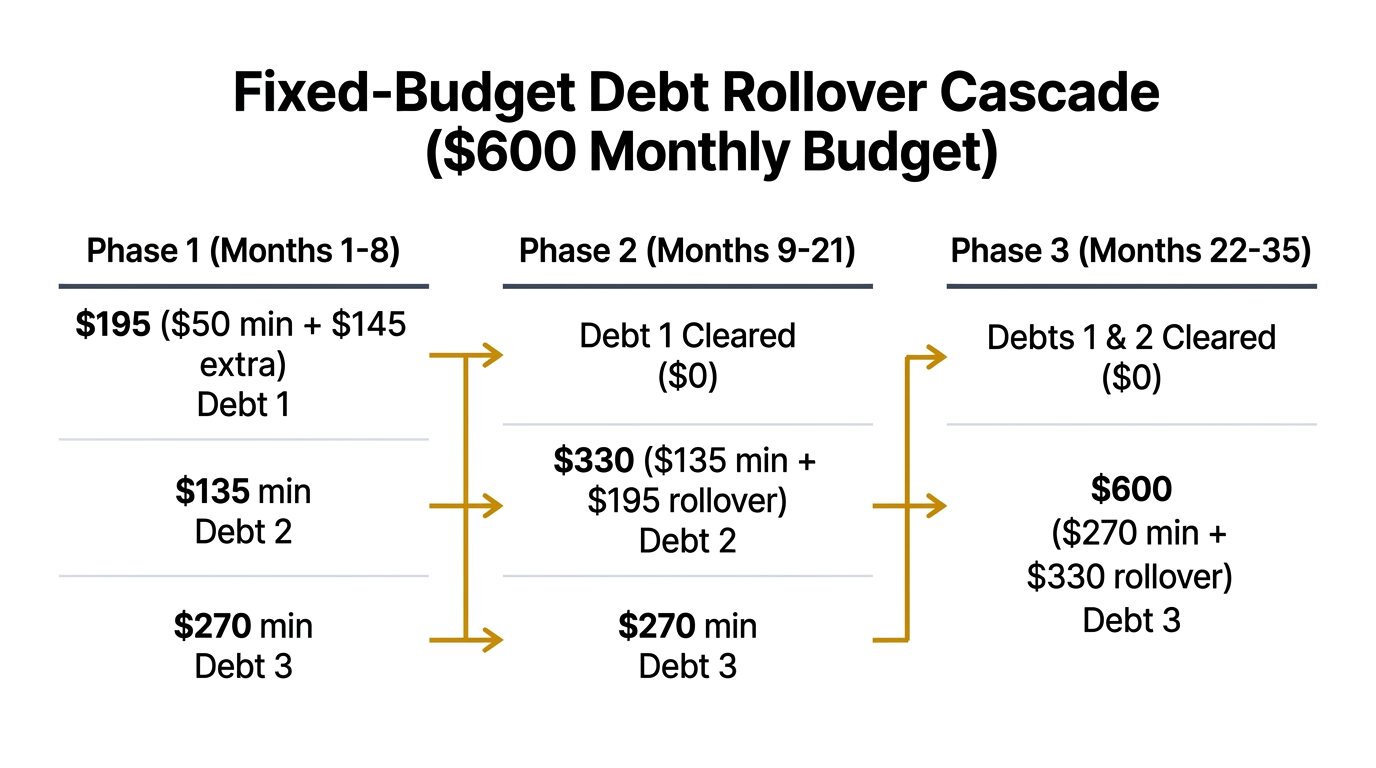 Fixed-Budget Debt Rollover Cascade
($600 Monthly Budget)
Phase 1 (Months 1-8)
$195 ($50 min + $145
extra)
Debt 1
$135 min
Debt 2
$270 min
Debt 3
Phase 2 (Months 9-21)
Debt 1 Cleared
($0)
$330 ($135 min +
$195 rollover)
Debt 2
$270 min
Debt 3
Phase 3 (Months 22-35)
Debts 1 & 2 Cleared
($0)
$600
($270 min +
$330 rollover)
Debt 3